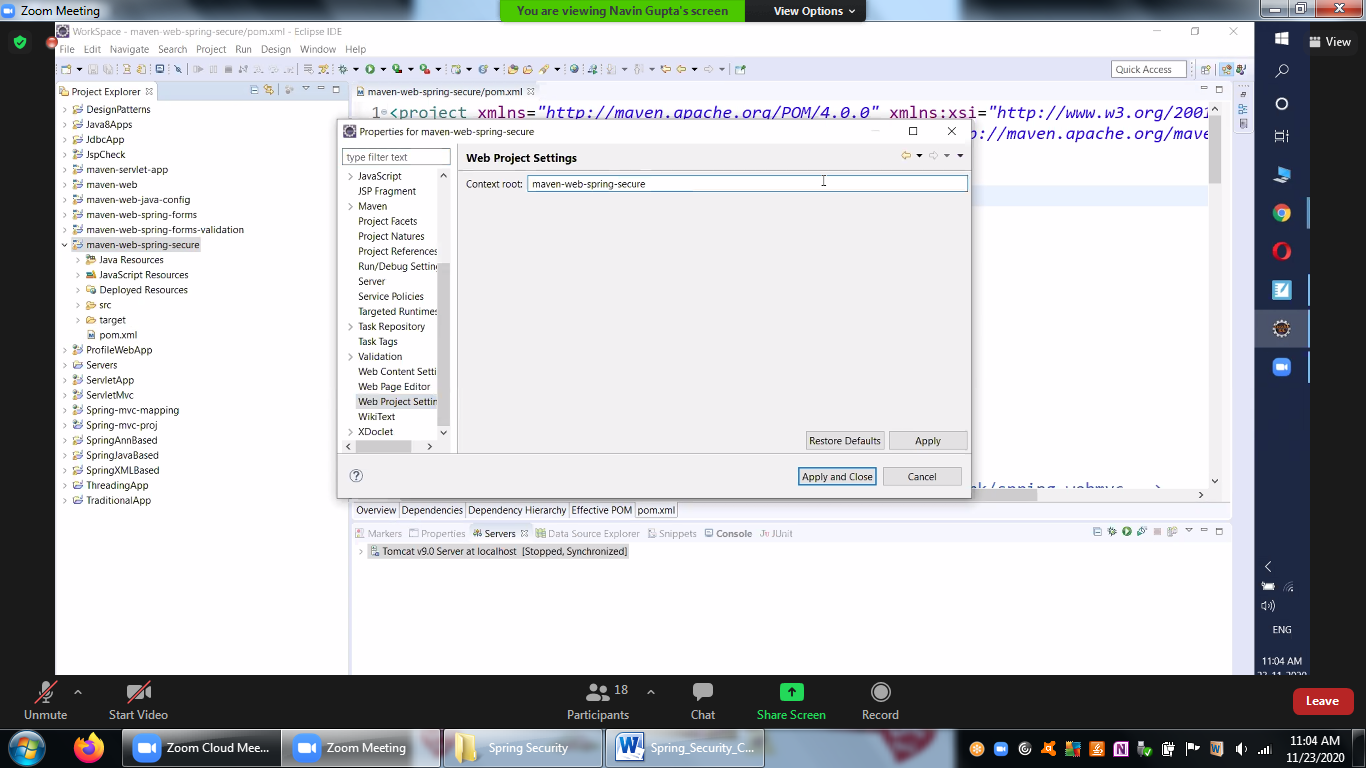 Zoom Meeting
You are viewing Navin Gupta's screen
View Options
WorkSpace - maven-web-spring-secure/pom.xml - Eclipse IDE
View
File Edit Navigate Search Project Run Design Window Help
Quick Access
Project Explorer
maven-web-spring-secure/pom.xml
DesignPatterns
Java8Apps
JdbcApp
JspCheck
maven-servlet-app
maven-web
maven-web-java-config
maven-web-spring-forms
maven-web-spring-forms-validation
maven-web-spring-secure
Java Resources
JavaScript Resources
Deployed Resources
src
target
pom.xml
ProfileWebApp
Servers
ServletApp
ServletMvc
Spring-mvc-mapping
Spring-mvc-proj
SpringAnnBased
SpringJavaBased
SpringXMLBased
ThreadingApp
TraditionalApp
1 <project xmlns="http://maven.apache.org/POM/4.0.0" xmlns:xsi="http://www.w3.org/2001
p://maven.apache.org/mave
Properties for maven-web-spring-secure
type filter text
Web Project Settings
Context root: maven-web-spring-secure
JavaScript
JSP Fragment
Maven
Project Facets
Project Natures
Project References
Run/Debug Settin
Server
Service Policies
Targeted Runtimes
Task Repository
Task Tags
Validation
Web Content Setti
Web Page Editor
Web Project Settin
WikiText
XDoclet
Restore Defaults
Apply
Apply and Close
Cancel
Overview Dependencies Dependency Hierarchy Effective POM pom.xml
Markers Properties Servers Data Source Explorer Snippets Console JUnit
Tomcat v9.0 Server at localhost [Stopped, Synchronized]
ENG
11:04 AM
Unmute
Start Video
18
Participants
Chat
Share Screen
Record
Leave
Zoom Cloud Mee...
Zoom Meeting
Spring Security
Spring_Security_C...
11:04 AM
11/23/2020